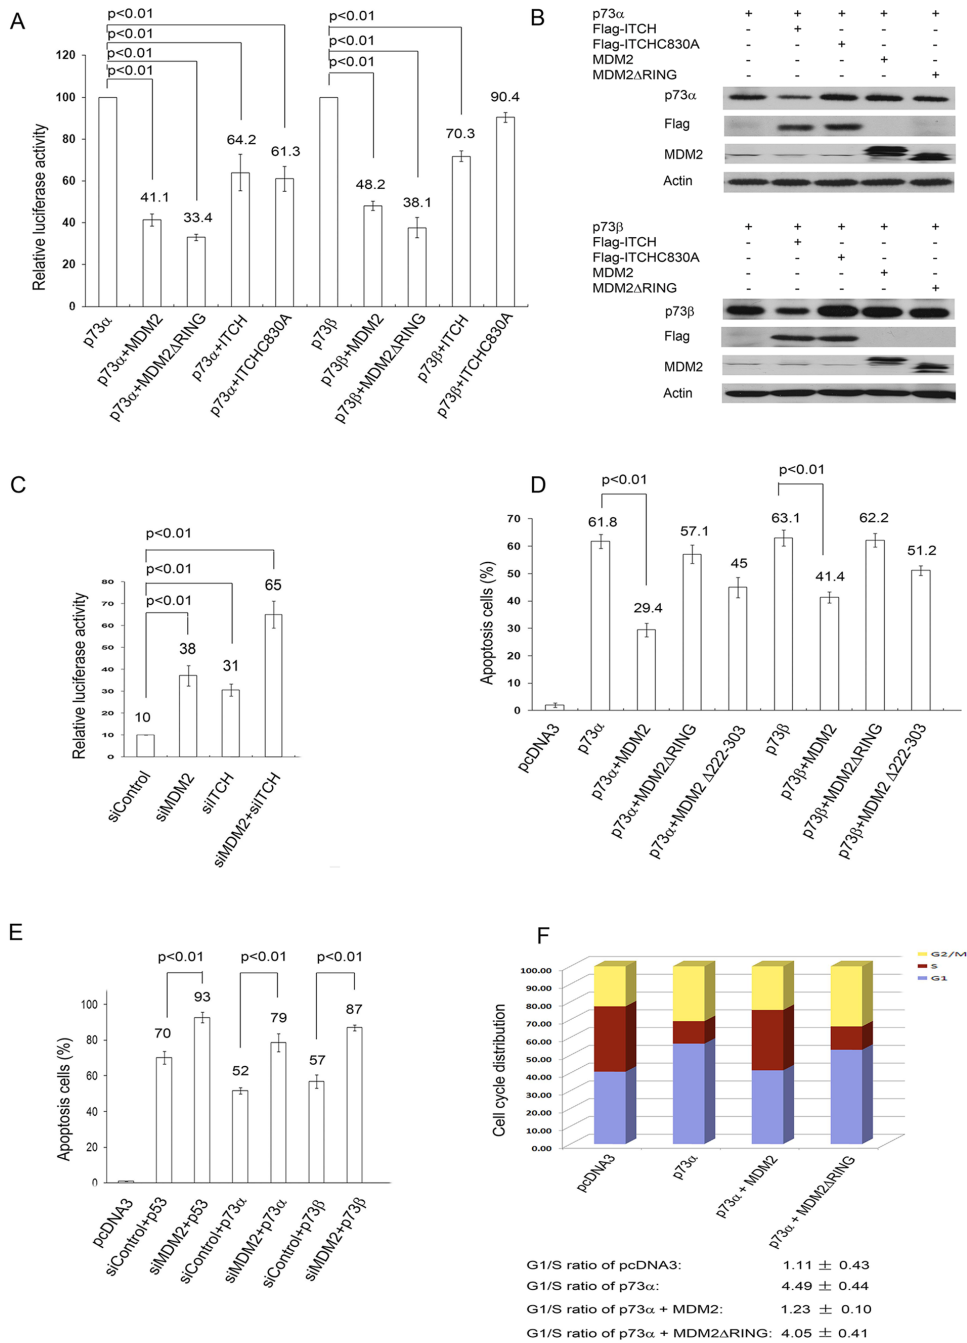 A
p<0.01
p<0.01
p<0.01
p<0.01
p<0.01
p<0.01
p<0.01
Relative luciferase activity
120
100
80
60
40
20
0
41.1
33.4
64.2
61.3
48.2
38.1
70.3
90.4
p73α
p73α+MDM2
p73α+MDM2ΔRING
p73α+ITCH
p73α+ITCHC830A
p73β
p73β+MDM2
p73β+MDM2ΔRING
p73β+ITCH
p73β+ITCHC830A
B
p73α + + + + +
Flag-ITCH - + - - -
Flag-ITCHC830A - - + - -
MDM2 - - - + -
MDM2ΔRING - - - - +
p73α
Flag
MDM2
Actin
p73β + + + + +
Flag-ITCH - + - - -
Flag-ITCHC830A - - + - -
MDM2 - - - + -
MDM2ΔRING - - - - +
p73β
Flag
MDM2
Actin
C
p<0.01
p<0.01
p<0.01
Relative luciferase activity
80
70
60
50
40
30
20
10
0
10
38
31
65
siControl
siMDM2
siITCH
siMDM2+siITCH
D
p<0.01
p<0.01
Apoptosis cells (%)
70
60
50
40
30
20
10
0
61.8
29.4
57.1
45
63.1
41.4
62.2
51.2
pcDNA3
p73α
p73α+MDM2
p73α+MDM2ΔRING
p73α+MDM2 Δ222-303
p73β
p73β+MDM2
p73β+MDM2ΔRING
p73β+MDM2 Δ222-303
E
p<0.01
p<0.01
p<0.01
Apoptosis cells (%)
100
80
60
40
20
0
70
93
52
79
57
87
pcDNA3
siControl+p53
siMDM2+p53
siControl+p73α
siMDM2+p73α
siControl+p73β
siMDM2+p73β
F
G2/M
S
G1
Cell cycle distribution
100.00
90.00
80.00
70.00
60.00
50.00
40.00
30.00
20.00
10.00
0.00
pcDNA3
p73α
p73α + MDM2
p73α + MDM2ΔRING
G1/S ratio of pcDNA3: 1.11 ± 0.43
G1/S ratio of p73α: 4.49 ± 0.44
G1/S ratio of p73α + MDM2: 1.23 ± 0.10
G1/S ratio of p73α + MDM2ΔRING: 4.05 ± 0.41